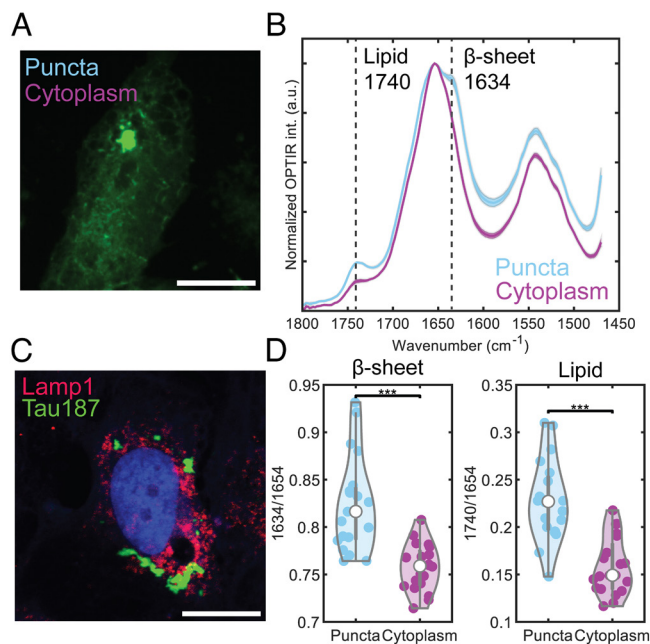 A
Puncta
Cytoplasm
B
Normalized OPTIR int. (a.u.)
Lipid
1740
β-sheet
1634
Puncta
Cytoplasm
1800 1750 1700 1650 1600 1550 1500 1450
Wavenumber (cm⁻¹)
C
Lamp1
Tau187
D
β-sheet
1634/1654
0.95
0.9
0.85
0.8
0.75
0.7
***
Puncta Cytoplasm
Lipid
1740/1654
0.35
0.3
0.25
0.2
0.15
0.1
***
Puncta Cytoplasm